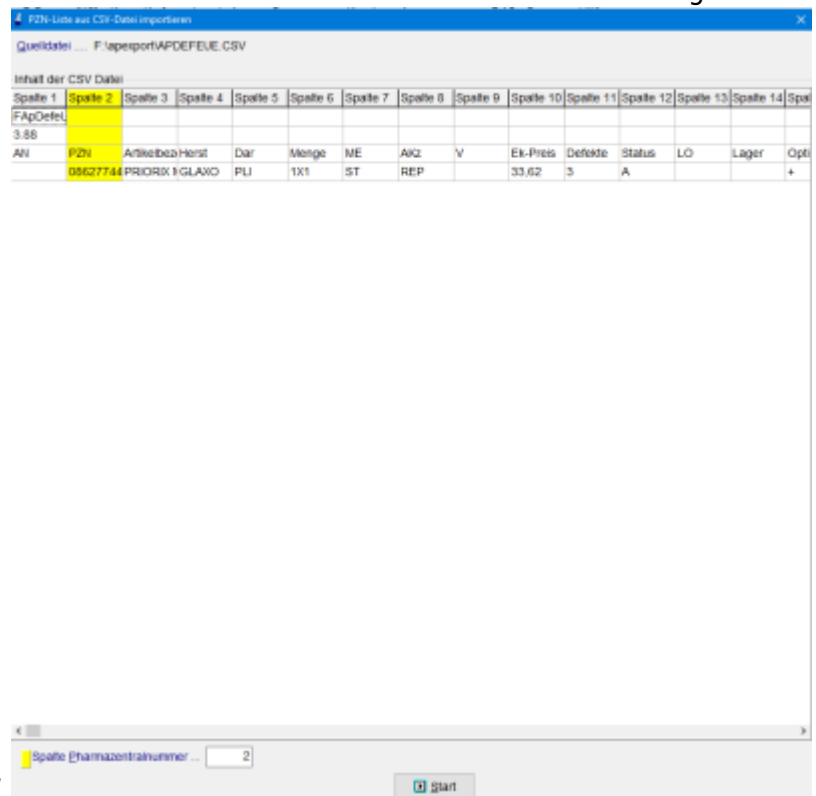 PZN-Liste aus CSV-Datei importieren
Quelldatei .... F:\apexport\APDEFEUE.CSV
Inhalt der CSV Datei
Spalte 1 Spalte 2 Spalte 3 Spalte 4 Spalte 5 Spalte 6 Spalte 7 Spalte 8 Spalte 9 Spalte 10 Spalte 11 Spalte 12 Spalte 13 Spalte 14 Spal
FApDefeU
3.88
AN PZN Artikelbez Herst Dar Menge ME AKz V Ek-Preis Defekte Status LO Lager Opti
08627744 PRIORIX GLAXO PLI 1X1 ST REP 33,62 3 A +
Spalte Pharmazentralnummer ... 2
Start